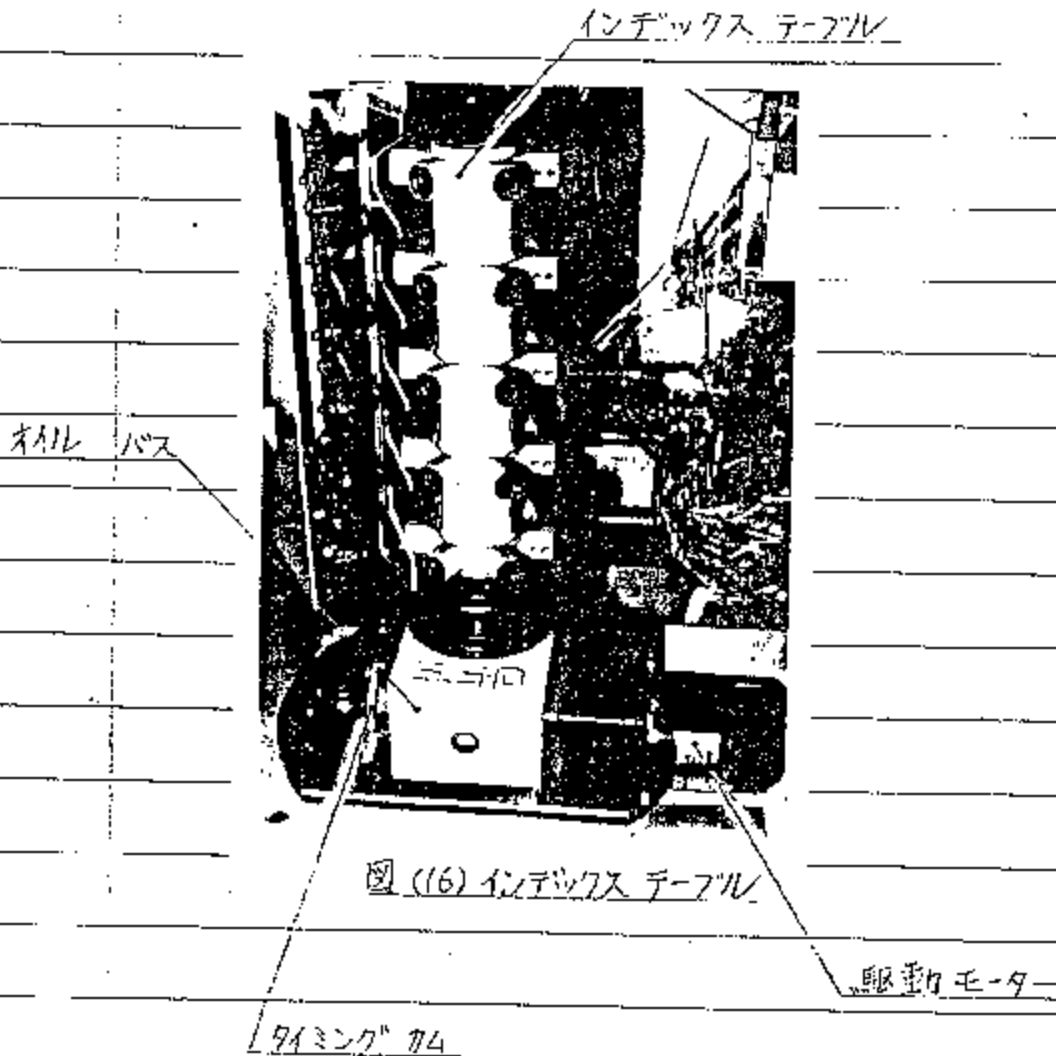 インデックス テーブル
オイル バス
図 (16) インデックス テーブル
駆動モーター
タイミング カム